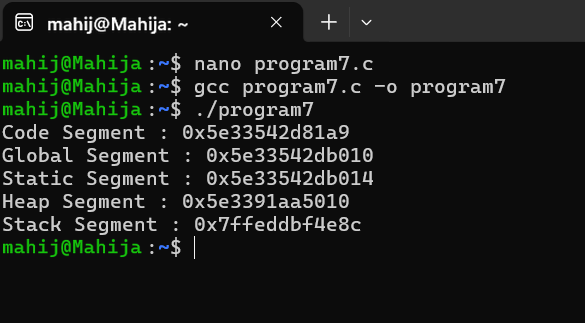 mahij@Mahija: ~
mahij@Mahija:~$ nano program7.c
mahij@Mahija:~$ gcc program7.c -o program7
mahij@Mahija:~$ ./program7
Code Segment : 0x5e33542d81a9
Global Segment : 0x5e33542db010
Static Segment : 0x5e33542db014
Heap Segment : 0x5e3391aa5010
Stack Segment : 0x7ffeddbf4e8c
mahij@Mahija:~$